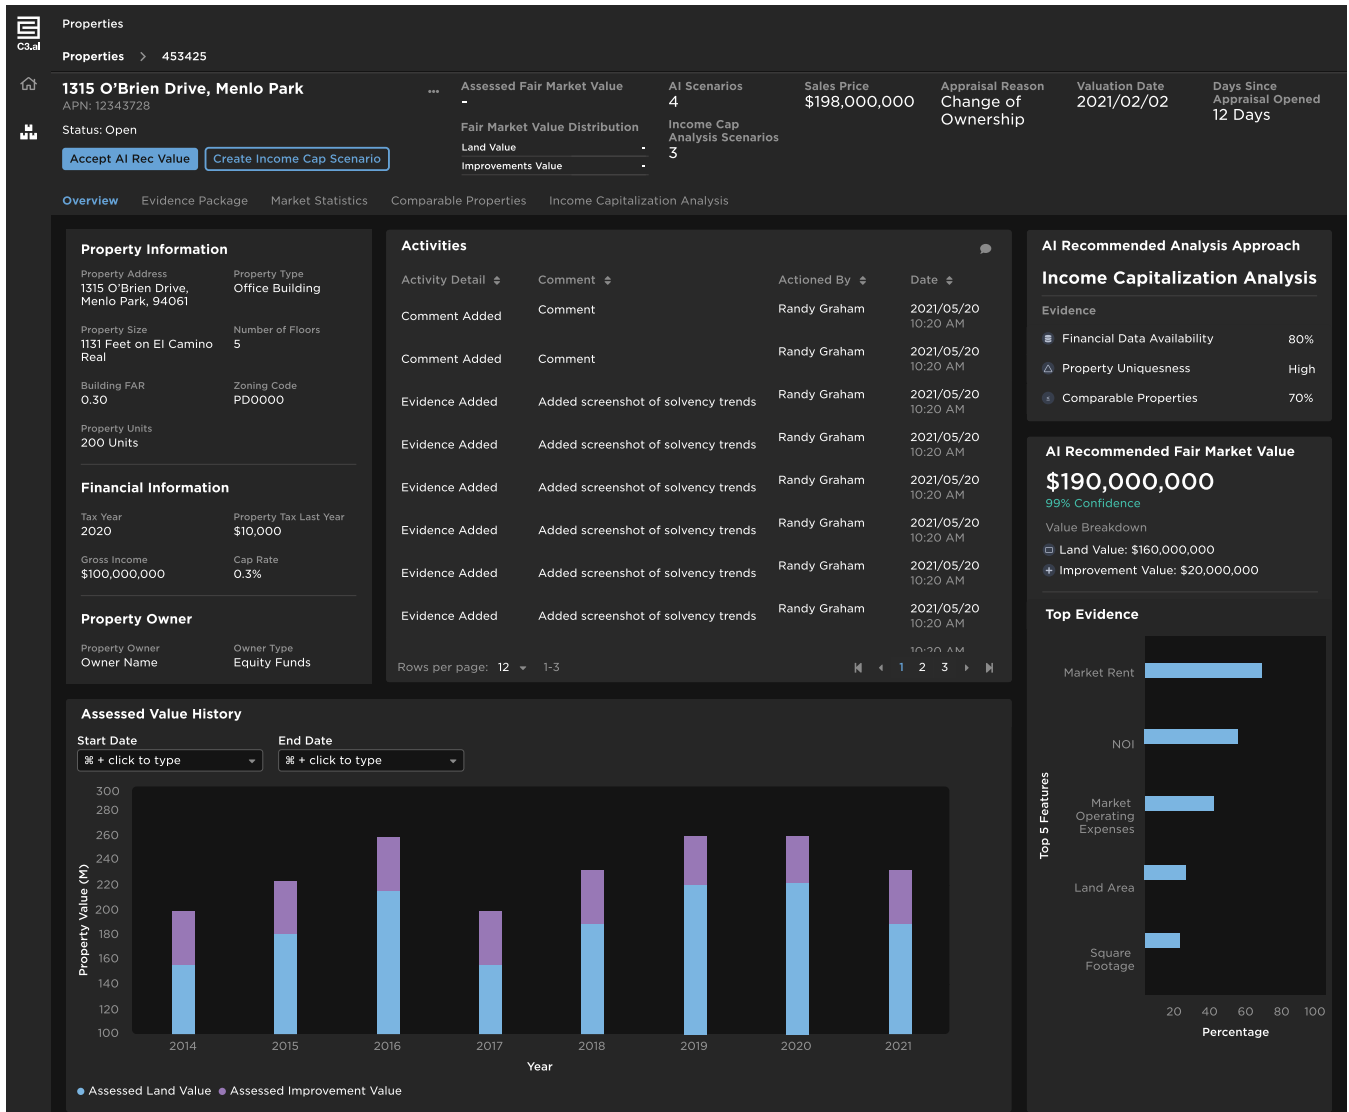 C3.ai
Properties
Properties > 453425
1315 O’Brien Drive, Menlo Park
APN: 12343728
Status: Open
Accept AI Rec Value
Create Income Cap Scenario
...
Assessed Fair Market Value
-
Fair Market Value Distribution
Land Value -
Improvements Value -
AI Scenarios
4
Income Cap
Analysis Scenarios
3
Sales Price
$198,000,000
Appraisal Reason
Change of
Ownership
Valuation Date
2021/02/02
Days Since
Appraisal Opened
12 Days
Overview Evidence Package Market Statistics Comparable Properties Income Capitalization Analysis
Property Information
Property Address Property Type
1315 O’Brien Drive, Office Building
Menlo Park, 94061
Property Size Number of Floors
1131 Feet on El Camino 5
Real
Building FAR Zoning Code
0.30 PD0000
Property Units
200 Units
Financial Information
Tax Year Property Tax Last Year
2020 $10,000
Gross Income Cap Rate
$100,000,000 0.3%
Property Owner
Property Owner Owner Type
Owner Name Equity Funds
Activities
Activity Detail Comment Actioned By Date
Comment Added Comment Randy Graham 2021/05/20
10:20 AM
Comment Added Comment Randy Graham 2021/05/20
10:20 AM
Evidence Added Added screenshot of solvency trends Randy Graham 2021/05/20
10:20 AM
Evidence Added Added screenshot of solvency trends Randy Graham 2021/05/20
10:20 AM
Evidence Added Added screenshot of solvency trends Randy Graham 2021/05/20
10:20 AM
Evidence Added Added screenshot of solvency trends Randy Graham 2021/05/20
10:20 AM
Evidence Added Added screenshot of solvency trends Randy Graham 2021/05/20
10:20 AM
Evidence Added Added screenshot of solvency trends Randy Graham 2021/05/20
10:20 AM
10:20 AM
Rows per page: 12 1-3 1 2 3
AI Recommended Analysis Approach
Income Capitalization Analysis
Evidence
Financial Data Availability 80%
Property Uniquesness High
Comparable Properties 70%
AI Recommended Fair Market Value
$190,000,000
99% Confidence
Value Breakdown
Land Value: $160,000,000
Improvement Value: $20,000,000
Top Evidence
Top 5 Features
Market Rent
NOI
Market
Operating
Expenses
Land Area
Square
Footage
20 40 60 80 100
Percentage
Assessed Value History
Start Date End Date
⌘ + click to type ⌘ + click to type
Property Value (M)
300
280
260
240
220
200
180
160
140
120
100
2014 2015 2016 2017 2018 2019 2020 2021
Year
Assessed Land Value Assessed Improvement Value